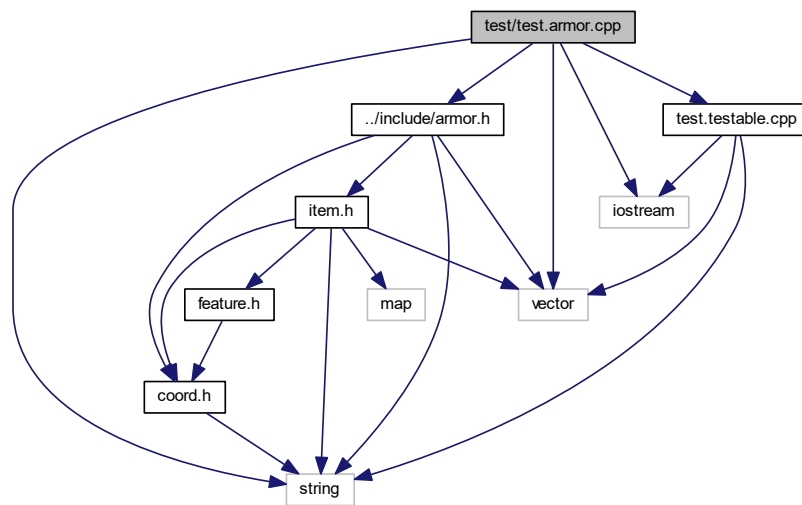 test/test.armor.cpp
../include/armor.h
test.testable.cpp
item.h
iostream
feature.h
map
vector
coord.h
string